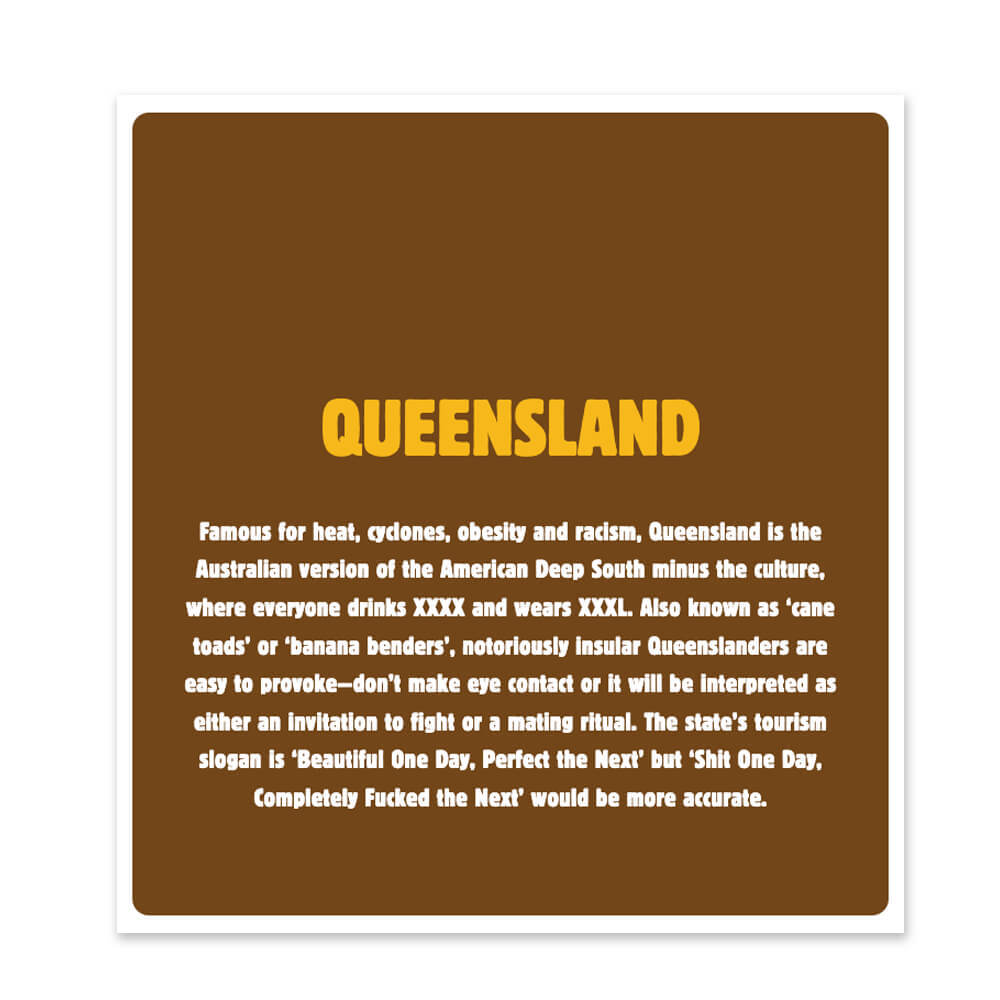 QUEENSLAND
Famous for heat, cyclones, obesity and racism, Queensland is the
Australian version of the American Deep South minus the culture,
where everyone drinks XXXX and wears XXXL. Also known as ‘cane
toads’ or ‘banana benders’, notoriously insular Queenslanders are
easy to provoke—don’t make eye contact or it will be interpreted as
either an invitation to fight or a mating ritual. The state’s tourism
slogan is ‘Beautiful One Day, Perfect the Next’ but ‘Shit One Day,
Completely Fucked the Next’ would be more accurate.